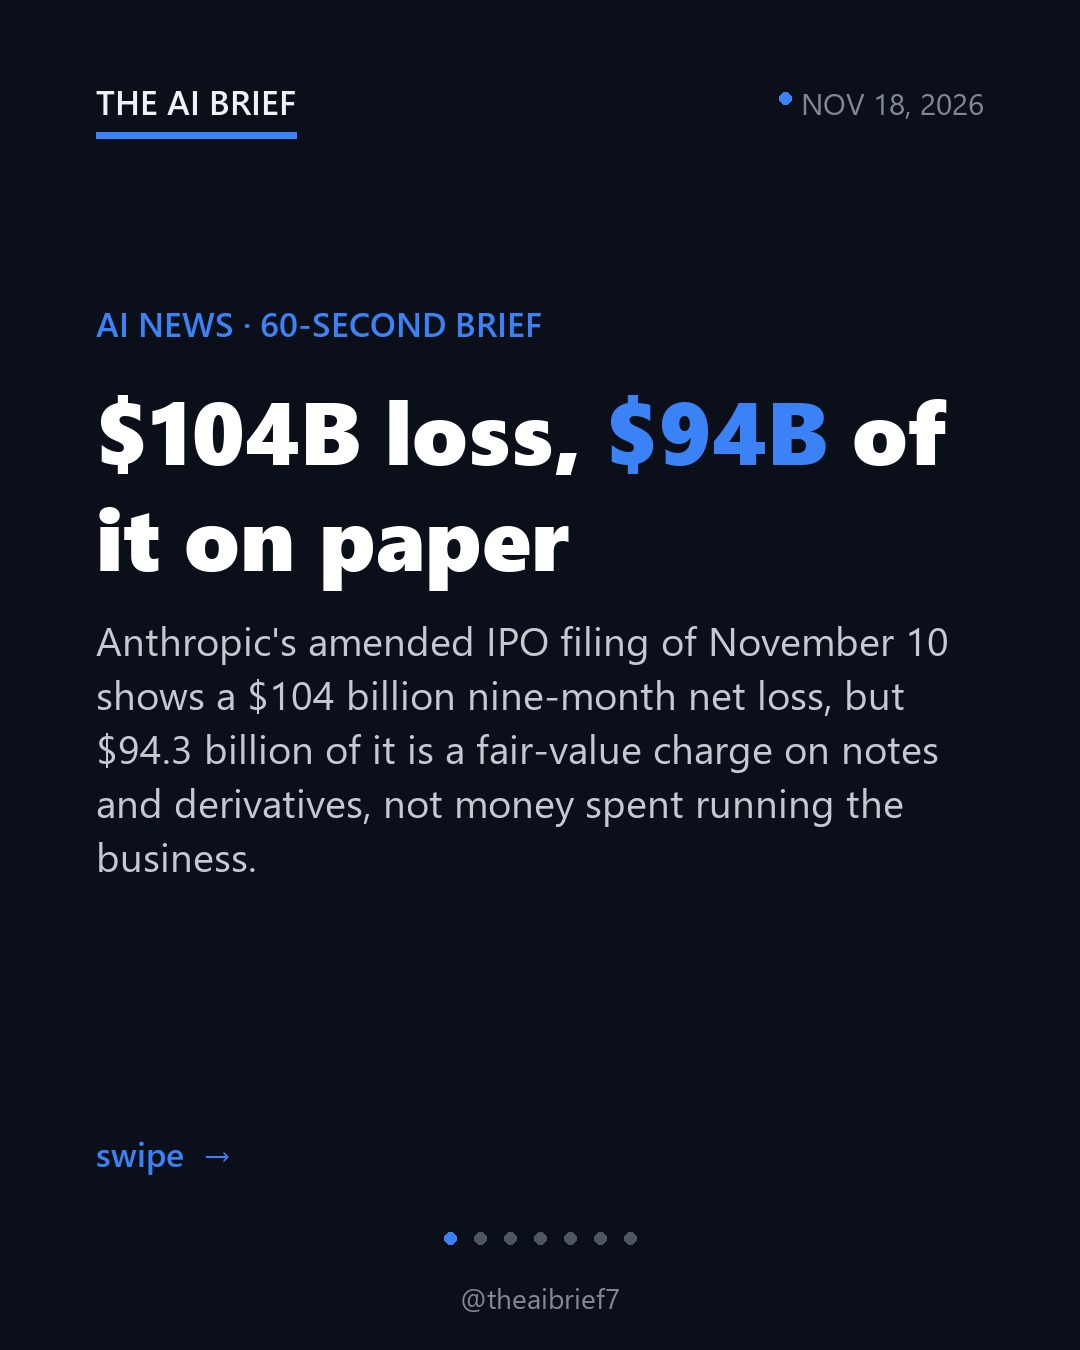 THE AI BRIEF
NOV 18, 2026
AI NEWS · 60-SECOND BRIEF
$104B loss, $94B of
it on paper
Anthropic's amended IPO filing of November 10
shows a $104 billion nine-month net loss, but
$94.3 billion of it is a fair-value charge on notes
and derivatives, not money spent running the
business.
swipe →
@theaibrief7